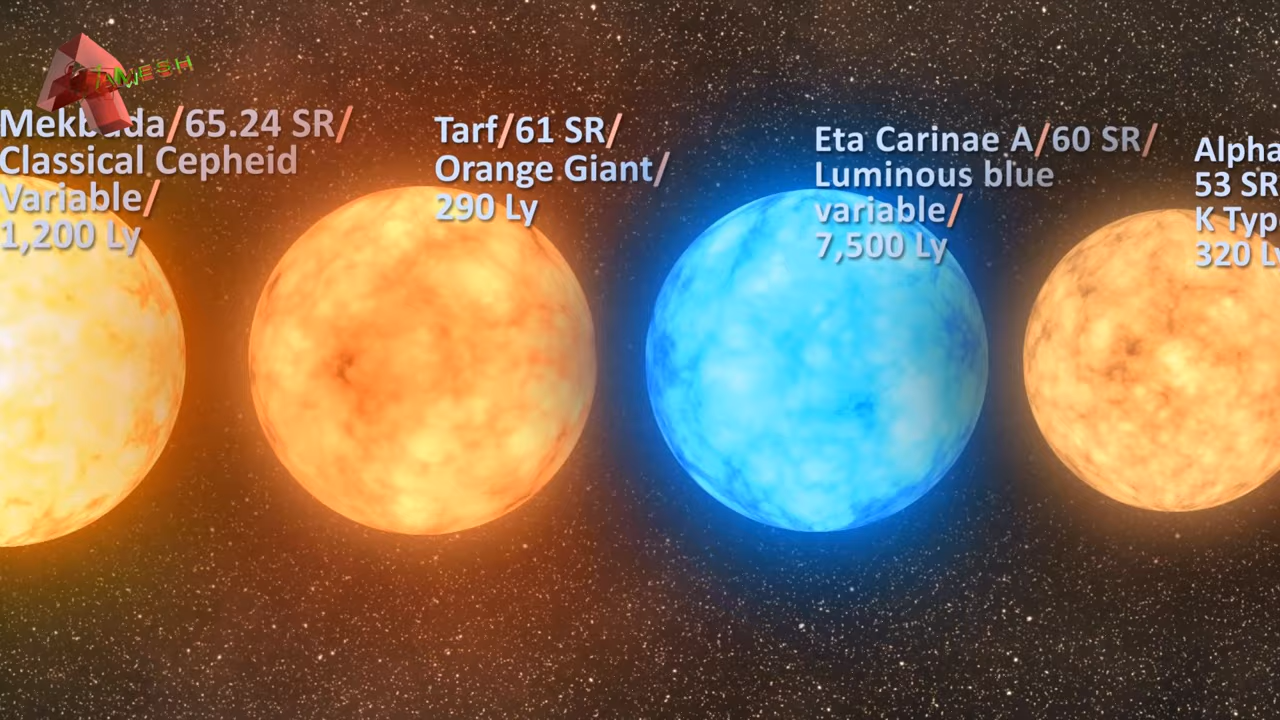 Mekbuda/65.24 SR/
Classical Cepheid
Variable/
1,200 Ly
Tarf/61 SR/
Orange Giant/
290 Ly
Eta Carinae A/60 SR/
Luminous blue
variable/
7,500 Ly
Alpha
53 SR
K Typ
320 Ly